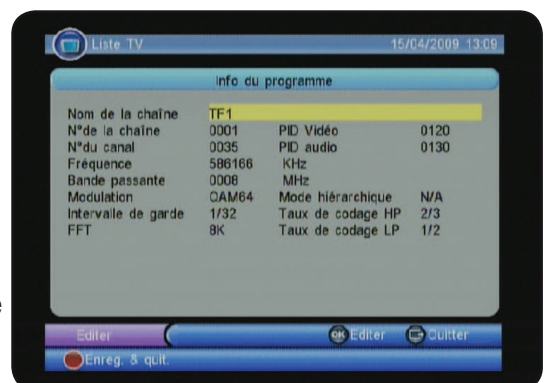 Liste TV 15/04/2009 13:09
Info du programme
Nom de la chaîne TF1
N°de la chaîne 0001 PID Vidéo 0120
N°du canal 0035 PID audio 0130
Fréquence 586166 KHz
Bande passante 0008 MHz
Modulation QAM64 Mode hiérarchique N/A
Intervalle de garde 1/32 Taux de codage HP 2/3
FFT 8K Taux de codage LP 1/2
e
Editer OK Editer Quitter
Enreg. & quit.